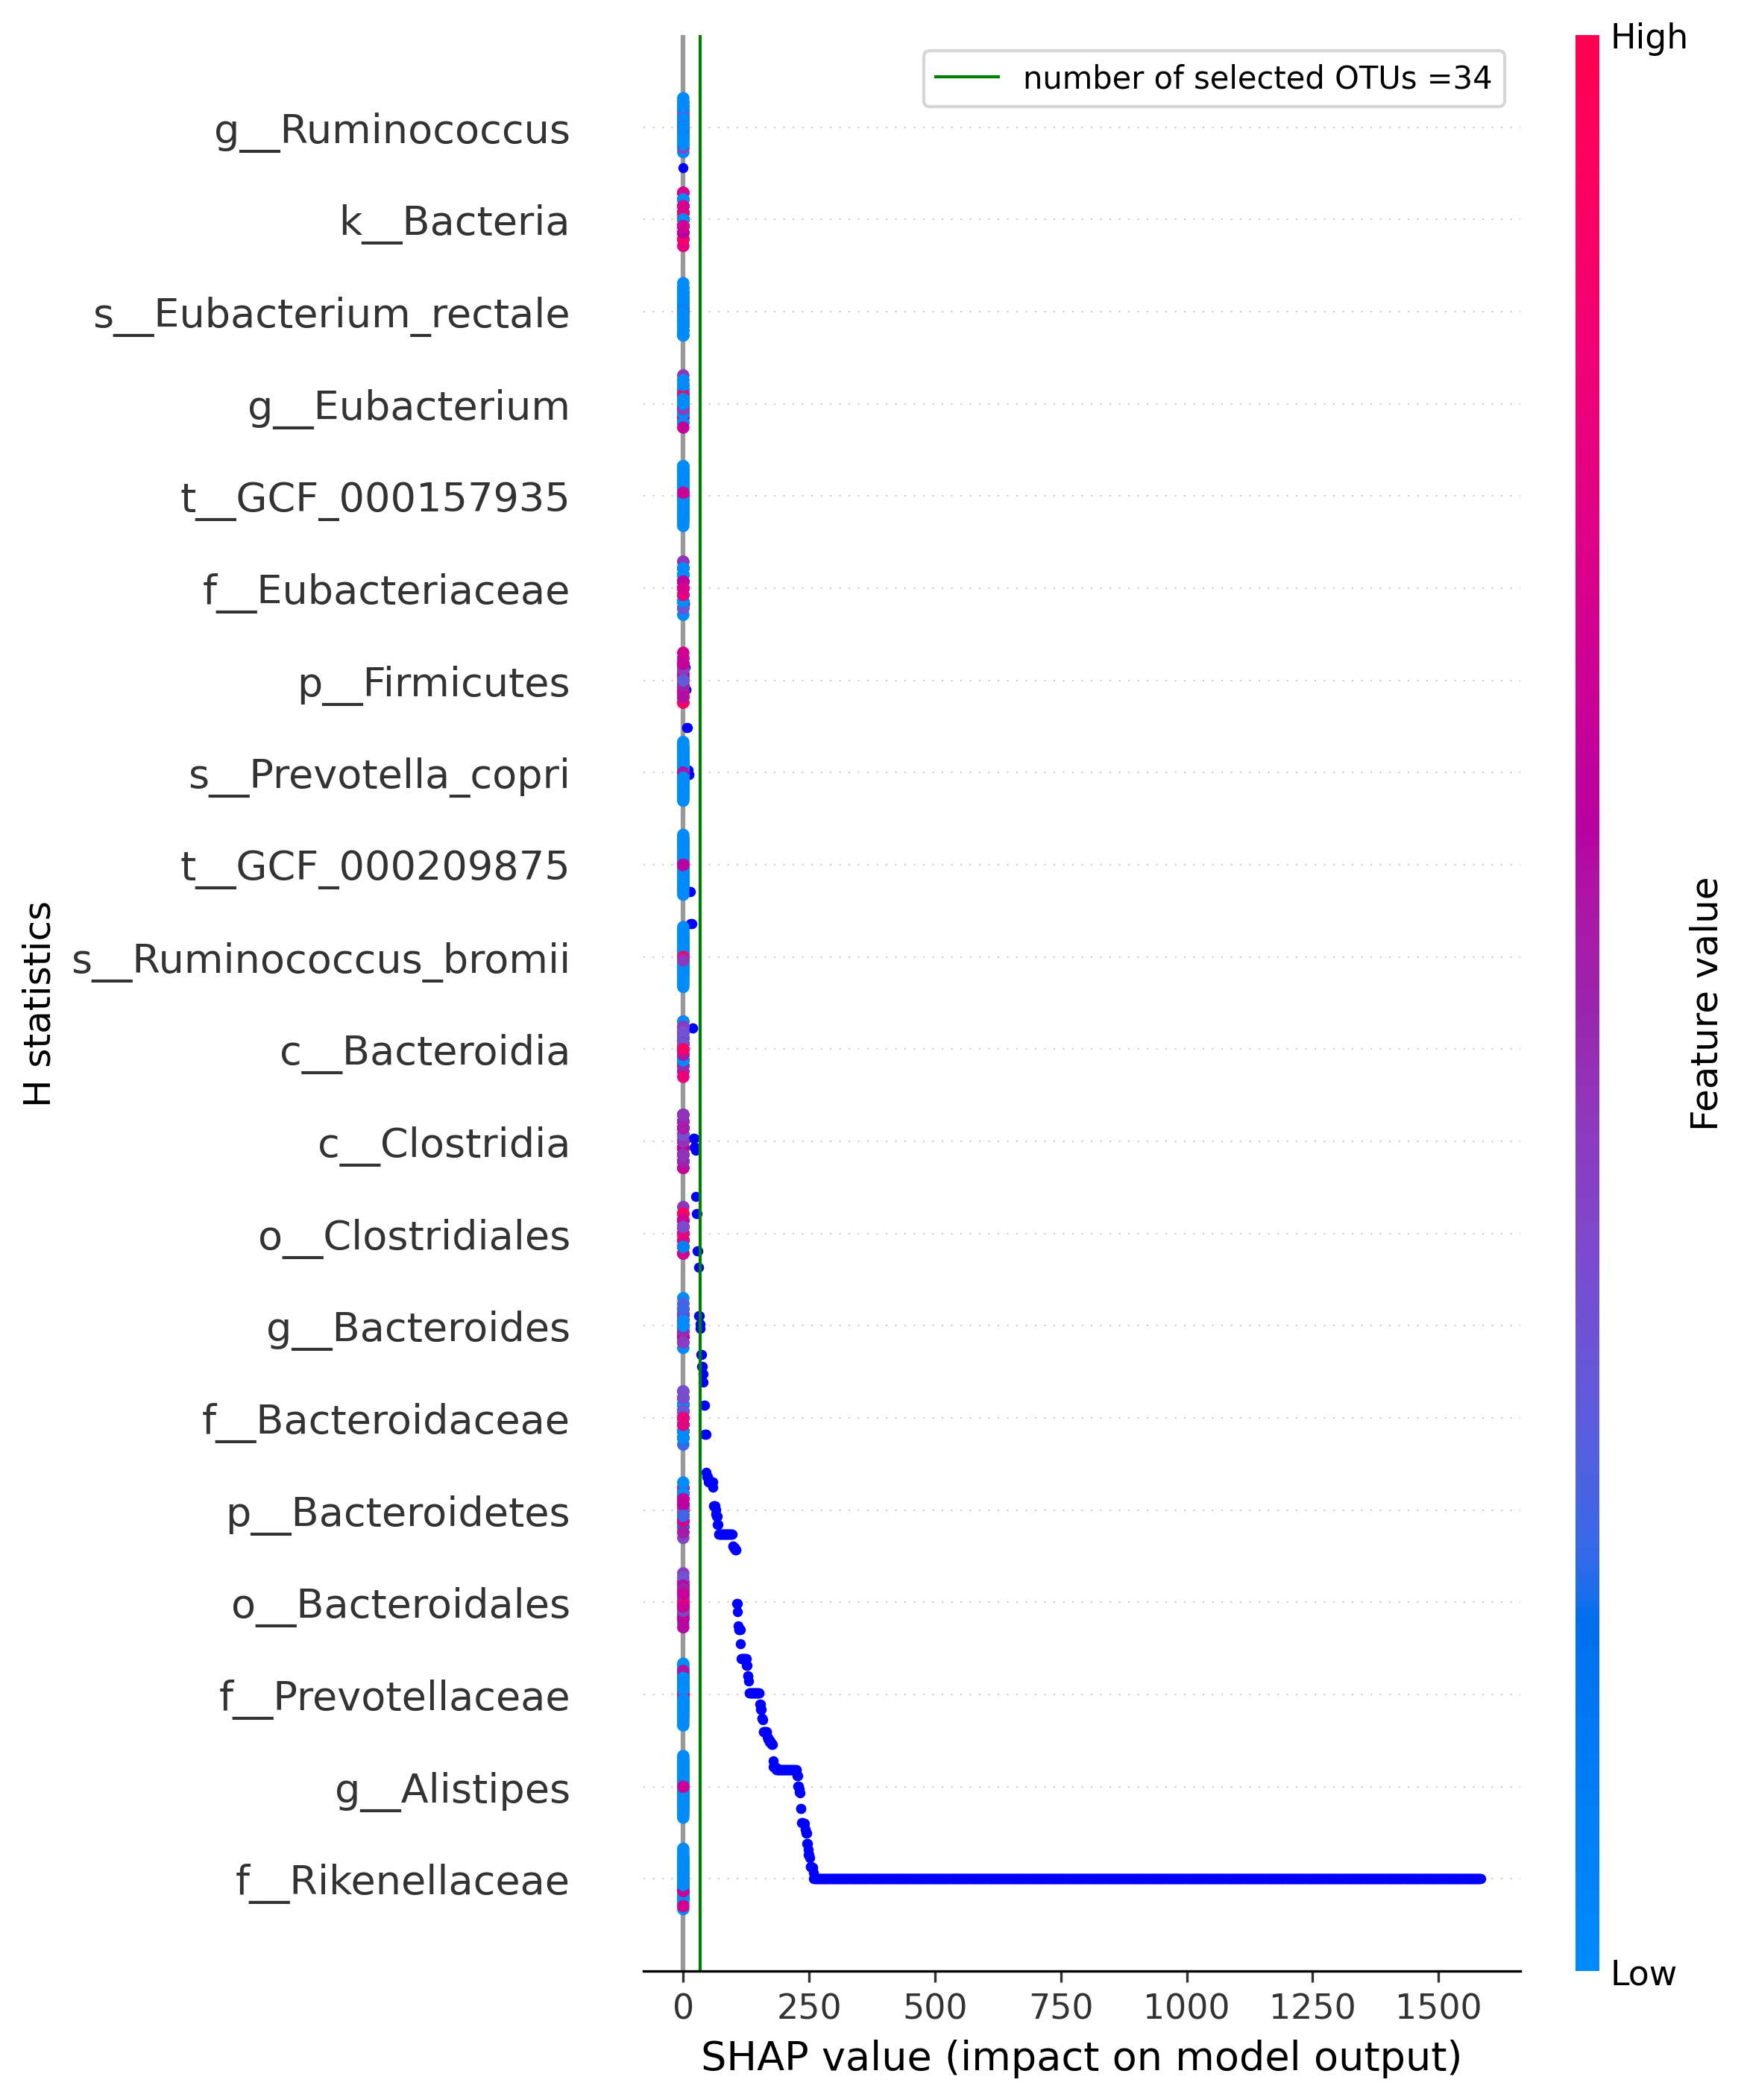 High
number of selected OTUs =34
g__Ruminococcus
k__Bacteria
s__Eubacterium_rectale
g__Eubacterium
t__GCF_000157935
f__Eubacteriaceae
p__Firmicutes
s__Prevotella_copri
t__GCF_000209875
s__Ruminococcus_bromii
c__Bacteroidia
c__Clostridia
o__Clostridiales
g__Bacteroides
f__Bacteroidaceae
p__Bacteroidetes
o__Bacteroidales
f__Prevotellaceae
g__Alistipes
f__Rikenellaceae
H statistics
Feature value
Low
0 250 500 750 1000 1250 1500
SHAP value (impact on model output)